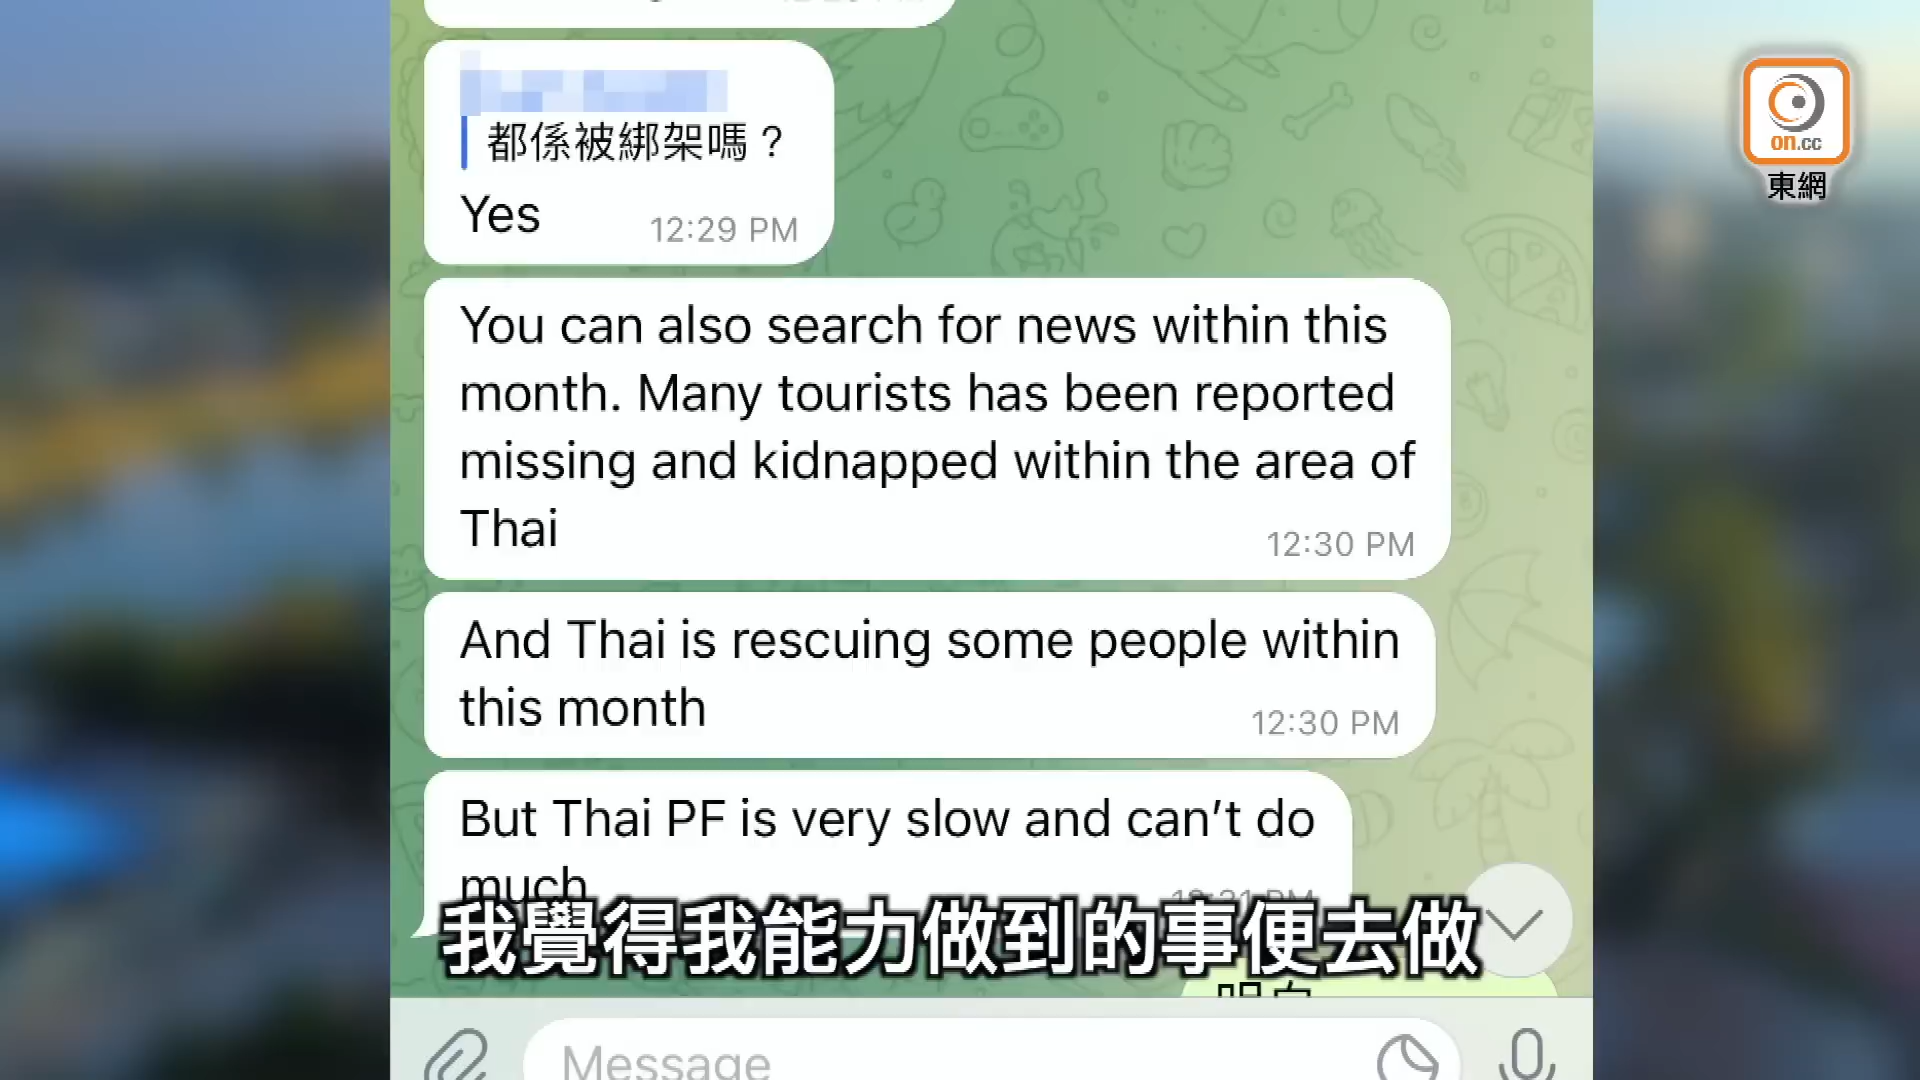 都係被綁架嗎？
Yes
12:29 PM
You can also search for news within this
month. Many tourists has been reported
missing and kidnapped within the area of
Thai
12:30 PM
And Thai is rescuing some people within
this month
12:30 PM
But Thai PF is very slow and can't do
much
12:31 PM
我覺得我能力做到的事便去做
Message
on.cc
東網